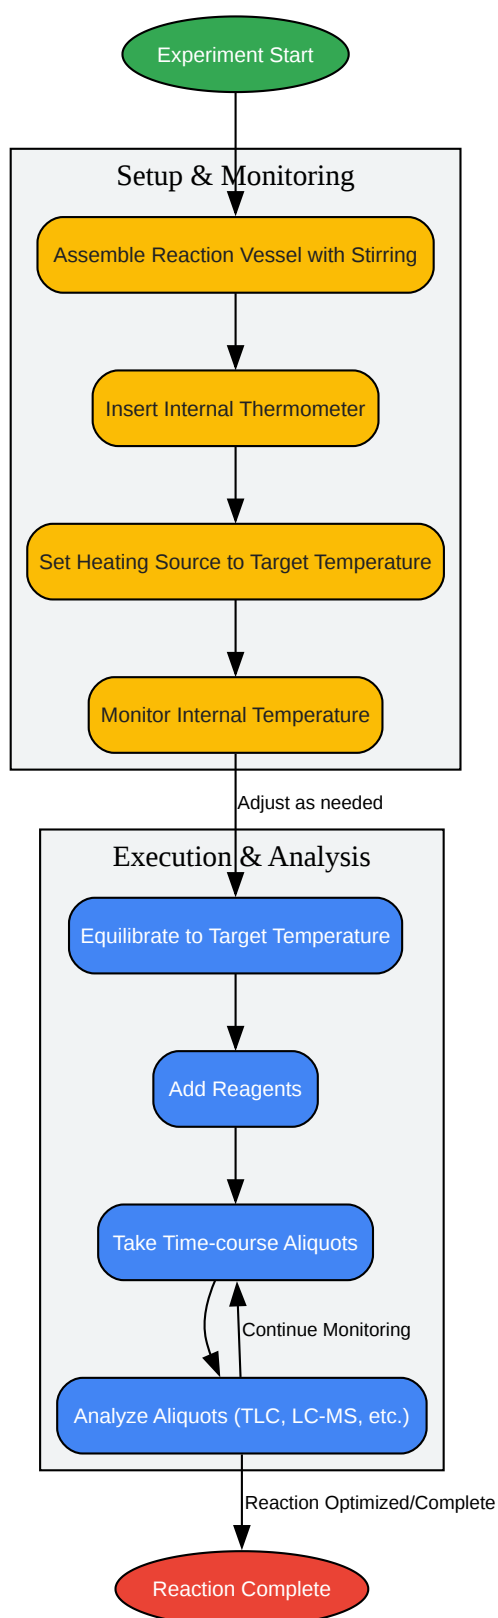 Experiment Start
Setup & Monitoring
Assemble Reaction Vessel with Stirring
Insert Internal Thermometer
Set Heating Source to Target Temperature
Monitor Internal Temperature
Adjust as needed
Execution & Analysis
Equilibrate to Target Temperature
Add Reagents
Take Time-course Aliquots
Continue Monitoring
Analyze Aliquots (TLC, LC-MS, etc.)
Reaction Optimized/Complete
Reaction Complete